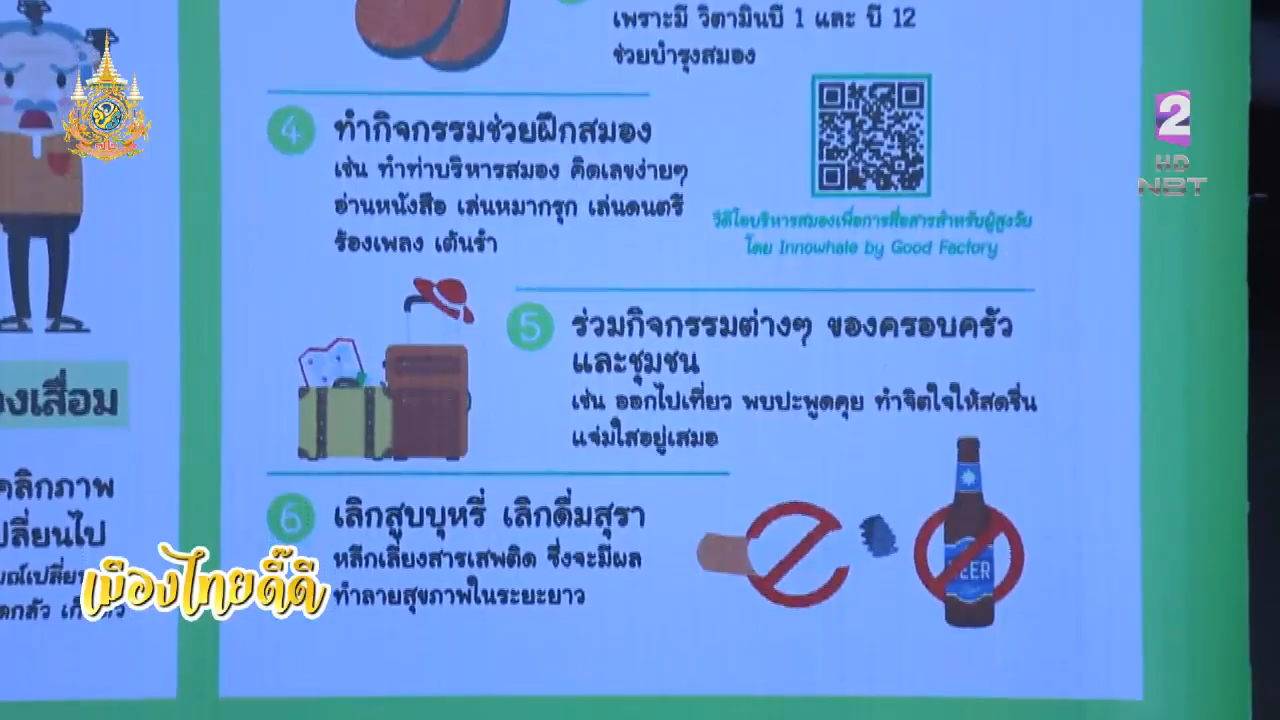 เพราะมี วิตามินบี 1 และ บี 12
ช่วยบำรุงสมอง
4 ทำกิจกรรมช่วยฝึกสมอง
เช่น ทำท่าบริหารสมอง คิดเลขง่ายๆ
อ่านหนังสือ เล่นหมากรุก เล่นดนตรี
ร้องเพลง เต้นรำ
วิดีโอบริหารสมองเพื่อการสื่อสารสำหรับผู้สูงวัย
โดย Innowhale by Good Factory
5 ร่วมกิจกรรมต่างๆ ของครอบครัว
และชุมชน
เช่น ออกไปเที่ยว พบปะพูดคุย ทำจิตใจให้สดชื่น
แจ่มใสอยู่เสมอ
6 เลิกสูบบุหรี่ เลิกดื่มสุรา
หลีกเลี่ยงสารเสพติด ซึ่งจะมีผล
ทำลายสุขภาพในระยะยาว
BEER
2
HD
NBT
เสื่อม
คลิกภาพ
ปลี่ยนไป
เมืองไทยดี๊ดี